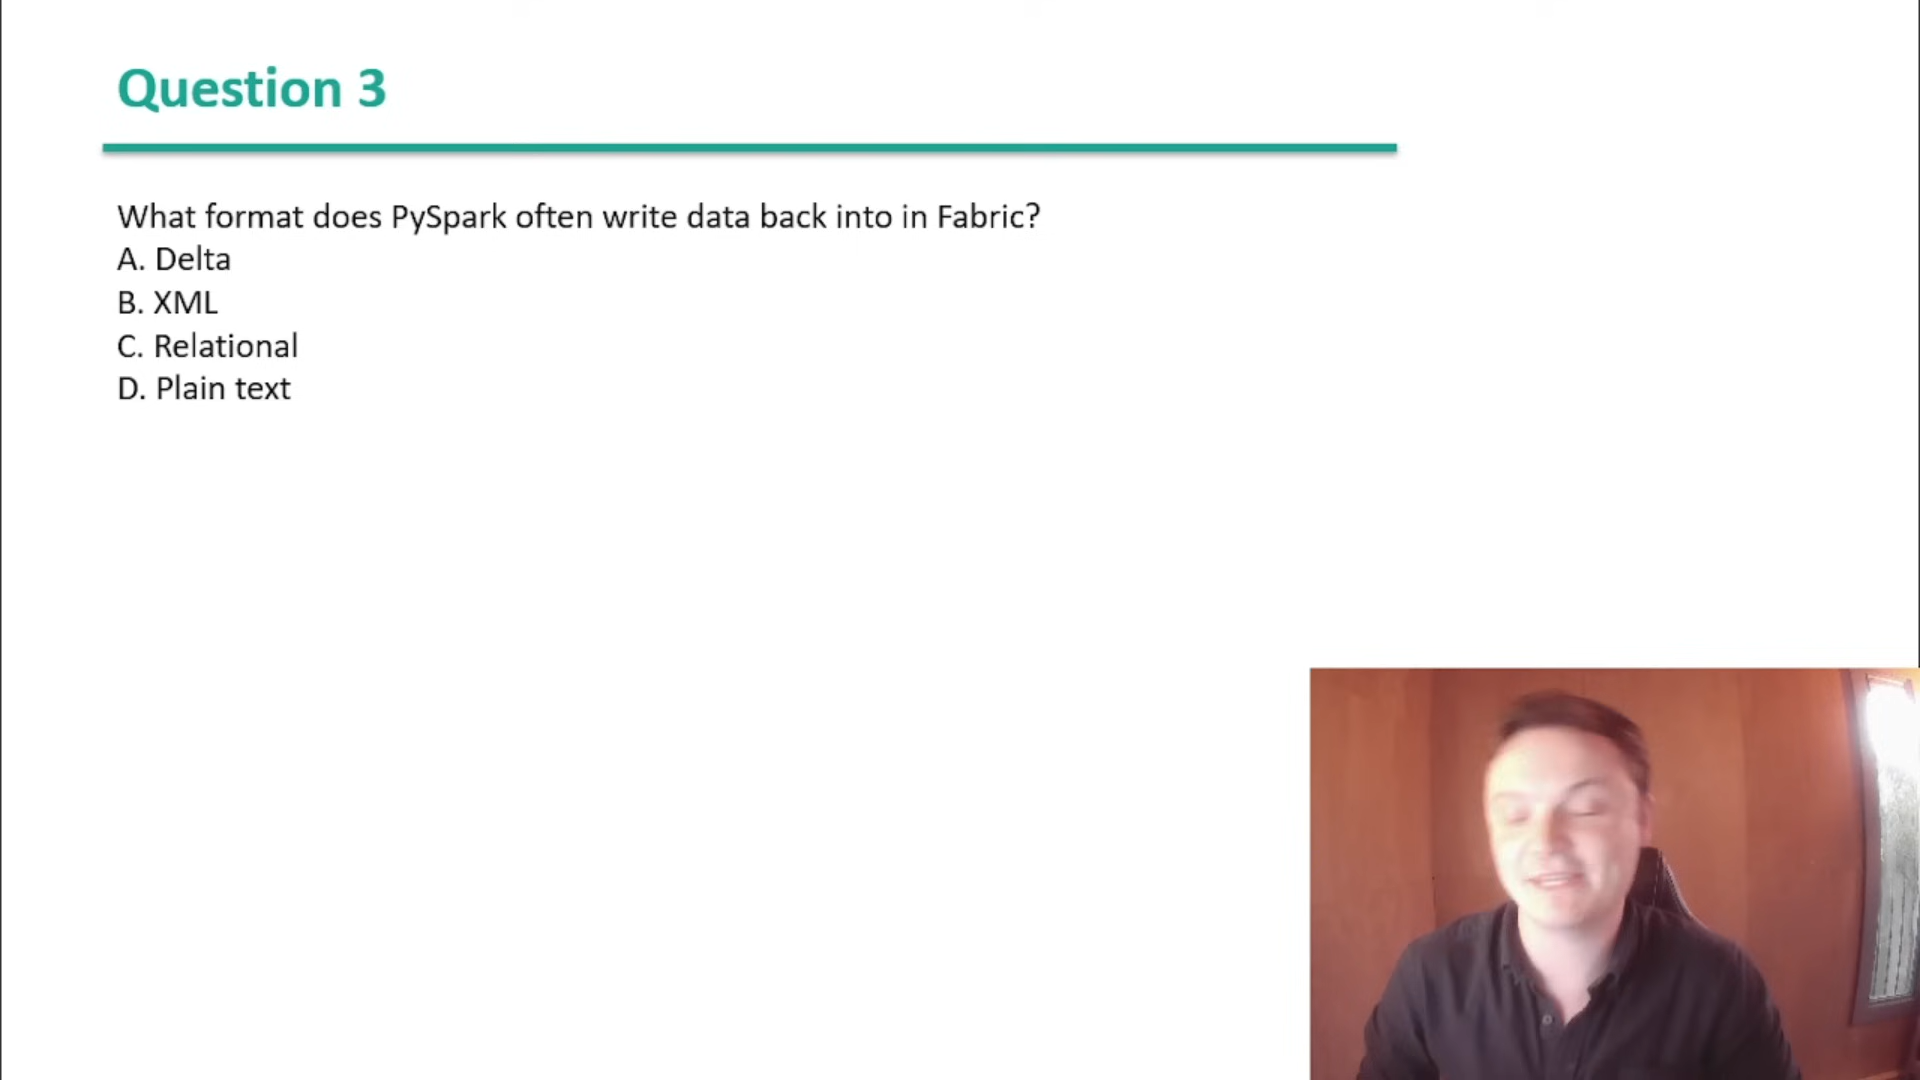 Question 3
What format does PySpark often write data back into in Fabric?
A. Delta
B. XML
C. Relational
D. Plain text